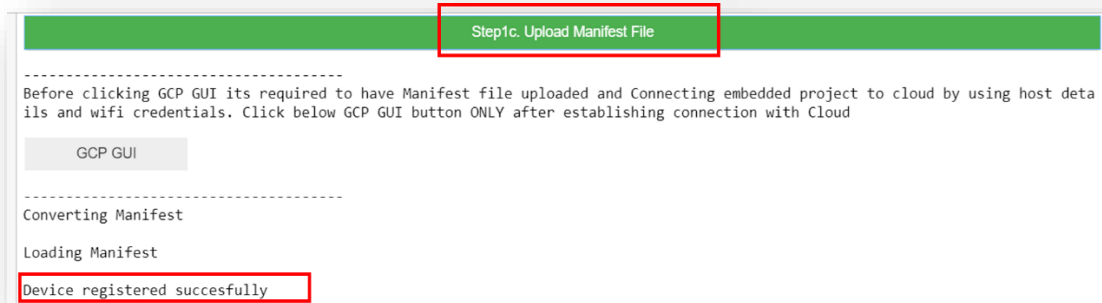 Step1c. Upload Manifest File
--------------------------------------
Before clicking GCP GUI its required to have Manifest file uploaded and Connecting embedded project to cloud by using host deta
ils and wifi credentials. Click below GCP GUI button ONLY after establishing connection with Cloud
GCP GUI
--------------------------------------
Converting Manifest
Loading Manifest
Device registered succesfully